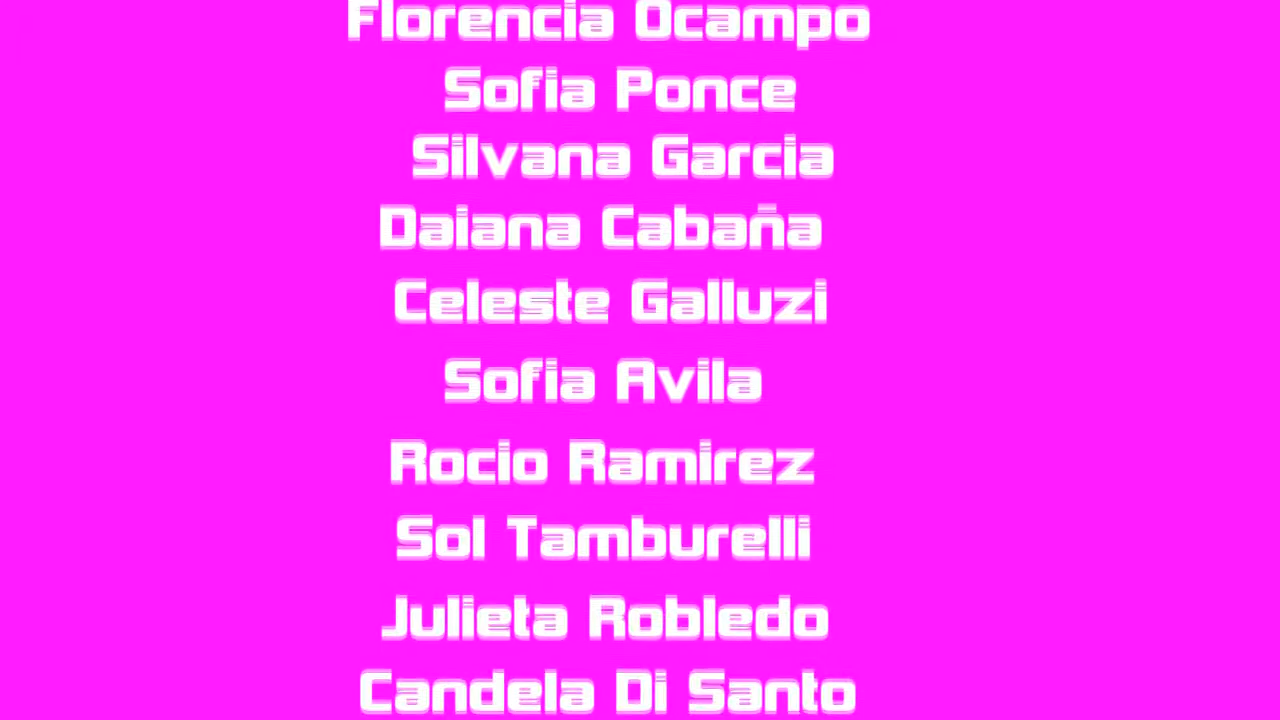 Florencia Ocampo
Sofia Ponce
Silvana Garcia
Daiana Cabaña
Celeste Galluzi
Sofia Avila
Rocio Ramirez
Sol Tamburelli
Julieta Robledo
Candela Di Santo